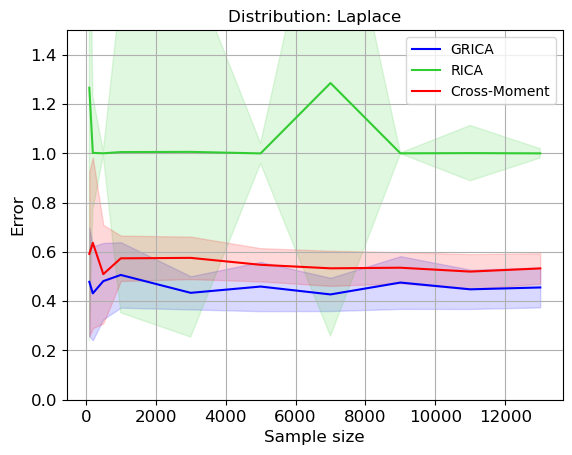 Distribution: Laplace
GRICA
RICA
Cross-Moment
Error
1.4
1.2
1.0
0.8
0.6
0.4
0.2
0.0
0 2000 4000 6000 8000 10000 12000
Sample size